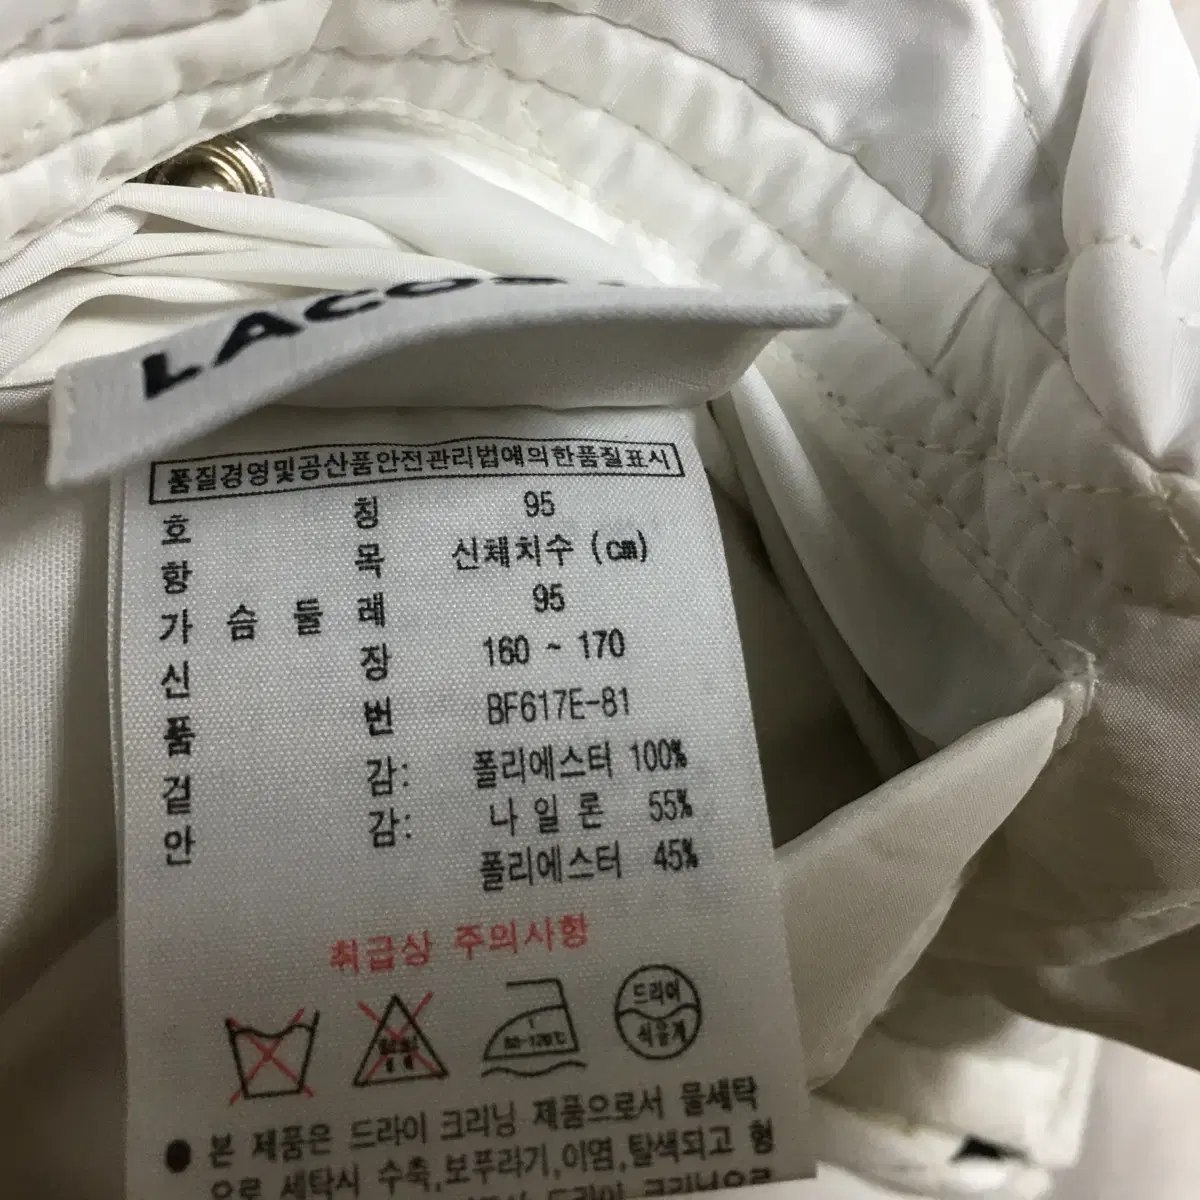 LACOS
품질경영및공산품안전관리법에의한품질표시
호 칭 95
항 목 신체치수 (cm)
가 슴 둘 레 95
신 장 160 ~ 170
품 번 BF617E-81
겉 감: 폴리에스터 100%
안 감: 나 일 론 55%
폴리에스터 45%
취급상 주의사항
드라이
석유계
● 본 제품은 드라이 크리닝 제품으로서 물세탁
으로 세탁시 수축,보푸라기,이염,탈색되고 형